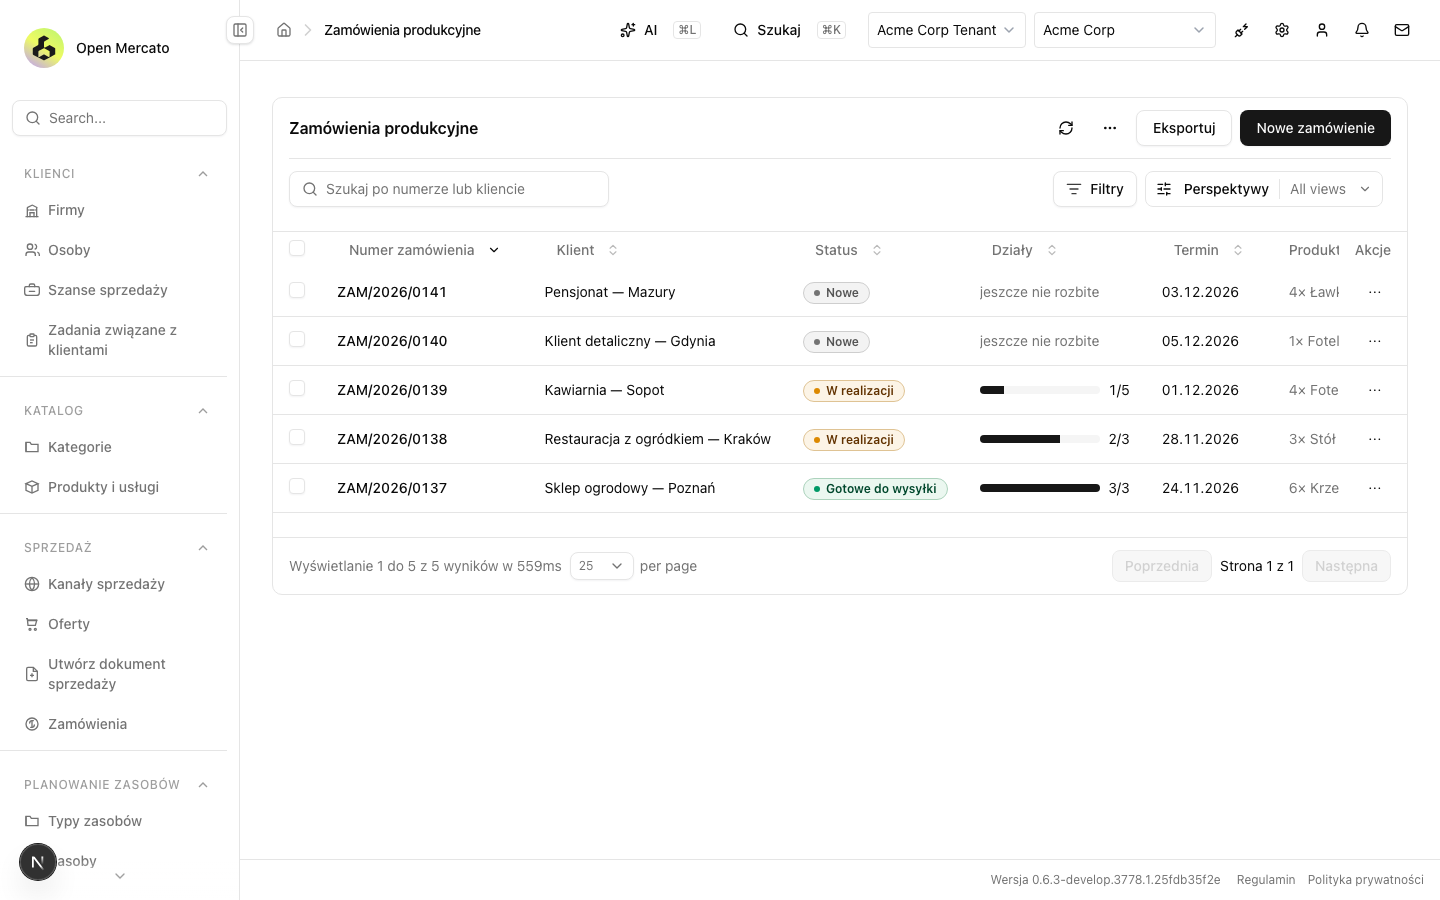 Open Mercato
Search...
KLIENCI
Firmy
Osoby
Szanse sprzedaży
Zadania związane z
klientami
KATALOG
Kategorie
Produkty i usługi
SPRZEDAŻ
Kanały sprzedaży
Oferty
Utwórz dokument
sprzedaży
Zamówienia
PLANOWANIE ZASOBÓW
Typy zasobów
asoby
N
Zamówienia produkcyjne
AI ⌘L
Szukaj ⌘K
Acme Corp Tenant
Acme Corp
Zamówienia produkcyjne
Eksportuj
Nowe zamówienie
Szukaj po numerze lub kliencie
Filtry
Perspektywy All views
Numer zamówienia Klient Status Działy Termin Produkt Akcje
ZAM/2026/0141 Pensjonat — Mazury Nowe jeszcze nie rozbite 03.12.2026 4× Ławk ...
ZAM/2026/0140 Klient detaliczny — Gdynia Nowe jeszcze nie rozbite 05.12.2026 1× Fotel ...
ZAM/2026/0139 Kawiarnia — Sopot W realizacji 1/5 01.12.2026 4× Fote ...
ZAM/2026/0138 Restauracja z ogródkiem — Kraków W realizacji 2/3 28.11.2026 3× Stół ...
ZAM/2026/0137 Sklep ogrodowy — Poznań Gotowe do wysyłki 3/3 24.11.2026 6× Krze ...
Wyświetlanie 1 do 5 z 5 wyników w 559ms 25 per page
Poprzednia Strona 1 z 1 Następna
Wersja 0.6.3-develop.3778.1.25fdb35f2e Regulamin Polityka prywatności